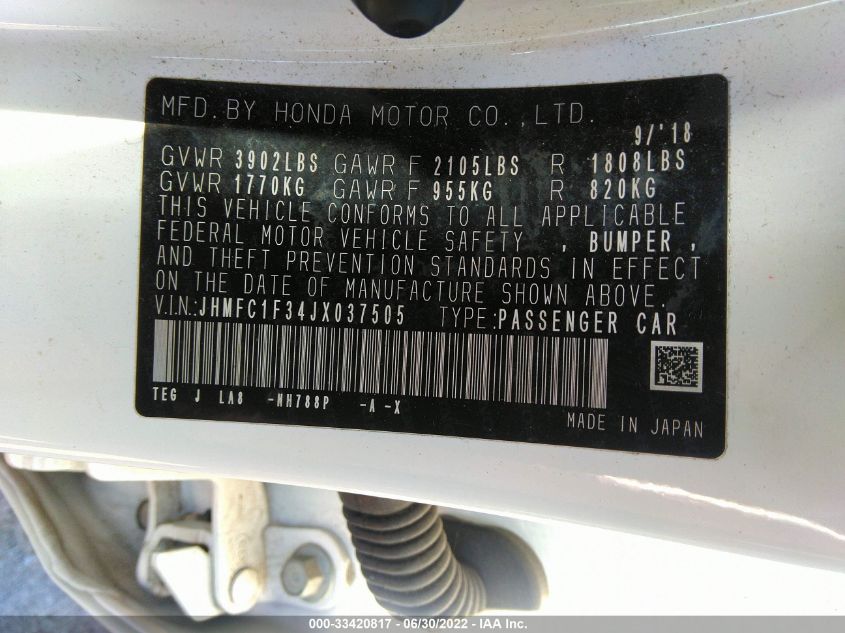 MFD. BY HONDA MOTOR CO., LTD.
9/'18
GVWR 3902LBS GAWR F 2105LBS R 1808LBS
GVWR 1770KG GAWR F 955KG R 820KG
THIS VEHICLE CONFORMS TO ALL APPLICABLE
FEDERAL MOTOR VEHICLE SAFETY , BUMPER ,
AND THEFT PREVENTION STANDARDS IN EFFECT
ON THE DATE OF MANUFACTURE SHOWN ABOVE.
V.I.N.:JHMFC1F34JX037505 TYPE:PASSENGER CAR
TEG J LA8 -NH788P -A -X
MADE IN JAPAN
000-33420817 - 06/30/2022 - IAA Inc.